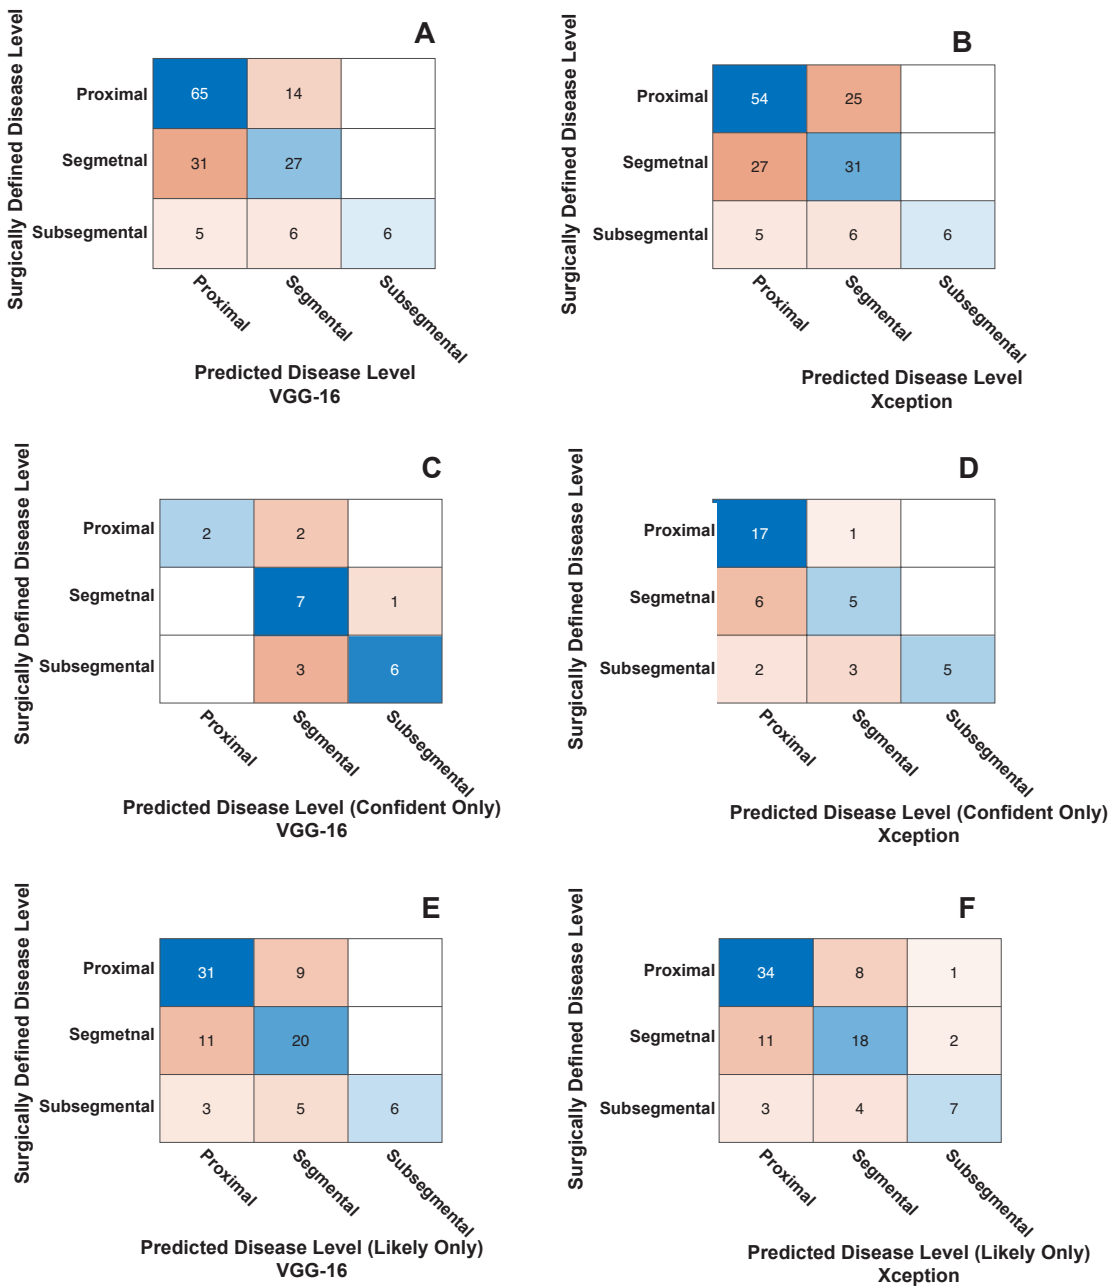 A
Surgically Defined Disease Level
Proximal 65 14
Segmetnal 31 27
Subsegmental 5 6 6
Proximal Segmental Subsegmental
Predicted Disease Level
VGG-16
B
Surgically Defined Disease Level
Proximal 54 25
Segmetnal 27 31
Subsegmental 5 6 6
Proximal Segmental Subsegmental
Predicted Disease Level
Xception
C
Surgically Defined Disease Level
Proximal 2 2
Segmetnal 7 1
Subsegmental 3 6
Proximal Segmental Subsegmental
Predicted Disease Level (Confident Only)
VGG-16
D
Surgically Defined Disease Level
Proximal 17 1
Segmetnal 6 5
Subsegmental 2 3 5
Proximal Segmental Subsegmental
Predicted Disease Level (Confident Only)
Xception
E
Surgically Defined Disease Level
Proximal 31 9
Segmetnal 11 20
Subsegmental 3 5 6
Proximal Segmental Subsegmental
Predicted Disease Level (Likely Only)
VGG-16
F
Surgically Defined Disease Level
Proximal 34 8 1
Segmetnal 11 18 2
Subsegmental 3 4 7
Proximal Segmental Subsegmental
Predicted Disease Level (Likely Only)
Xception